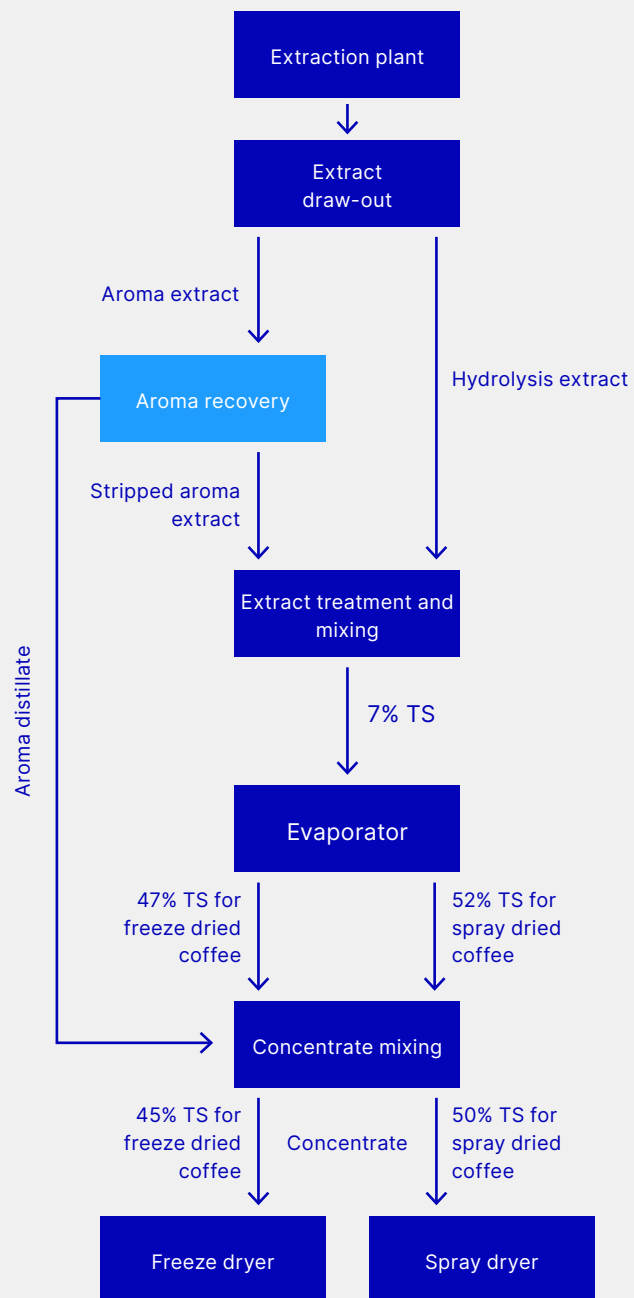 Extraction plant
Extract
draw-out
Aroma extract
Hydrolysis extract
Aroma recovery
Stripped aroma
extract
Extract treatment and
mixing
Aroma distillate
7% TS
Evaporator
47% TS for
freeze dried
coffee
52% TS for
spray dried
coffee
Concentrate mixing
45% TS for
freeze dried
coffee
Concentrate
50% TS for
spray dried
coffee
Freeze dryer
Spray dryer